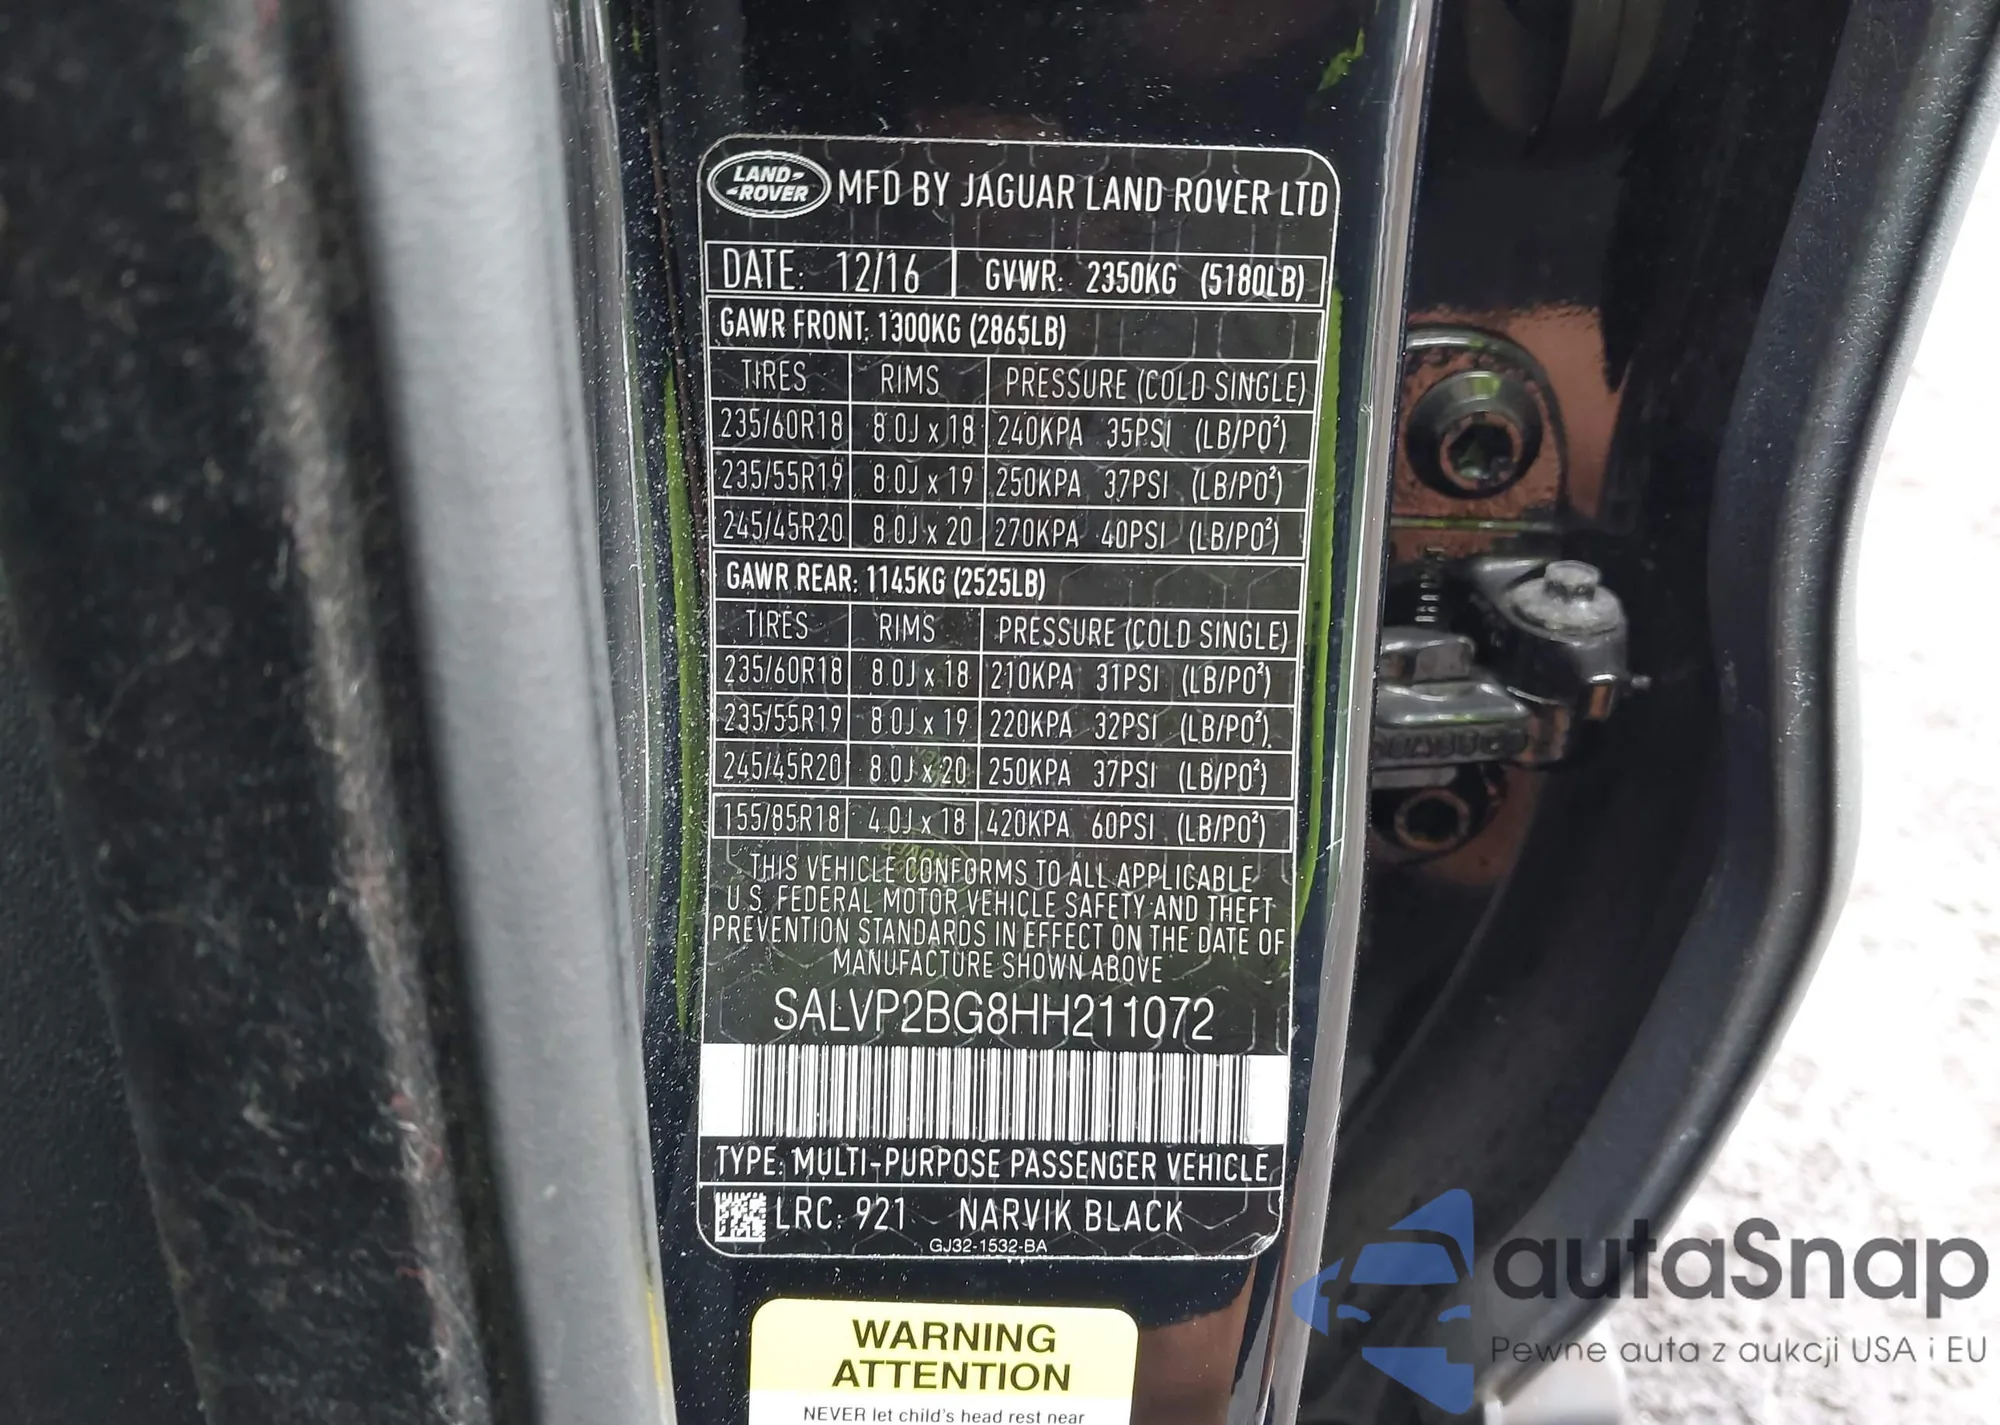 LAND-
-ROVER
MFD BY JAGUAR LAND ROVER LTD
DATE: 12/16 GVWR: 2350KG (5180LB)
GAWR FRONT: 1300KG (2865LB)
TIRES RIMS PRESSURE (COLD SINGLE)
235/60R18 8.0J x 18 240KPA 35PSI (LB/PO²)
235/55R19 8.0J x 19 250KPA 37PSI (LB/PO²)
245/45R20 8.0J x 20 270KPA 40PSI (LB/PO²)
GAWR REAR: 1145KG (2525LB)
TIRES RIMS PRESSURE (COLD SINGLE)
235/60R18 8.0J x 18 210KPA 31PSI (LB/PO²)
235/55R19 8.0J x 19 220KPA 32PSI (LB/PO²)
245/45R20 8.0J x 20 250KPA 37PSI (LB/PO²)
155/85R18 4.0J x 18 420KPA 60PSI (LB/PO²)
THIS VEHICLE CONFORMS TO ALL APPLICABLE
U.S. FEDERAL MOTOR VEHICLE SAFETY AND THEFT
PREVENTION STANDARDS IN EFFECT ON THE DATE OF
MANUFACTURE SHOWN ABOVE
SALVP2BG8HH211072
TYPE: MULTI-PURPOSE PASSENGER VEHICLE
LRC: 921 NARVIK BLACK
GJ32-1532-BA
WARNING
ATTENTION
NEVER let child's head rest near
autaSnap
Pewne auta z aukcji USA i EU